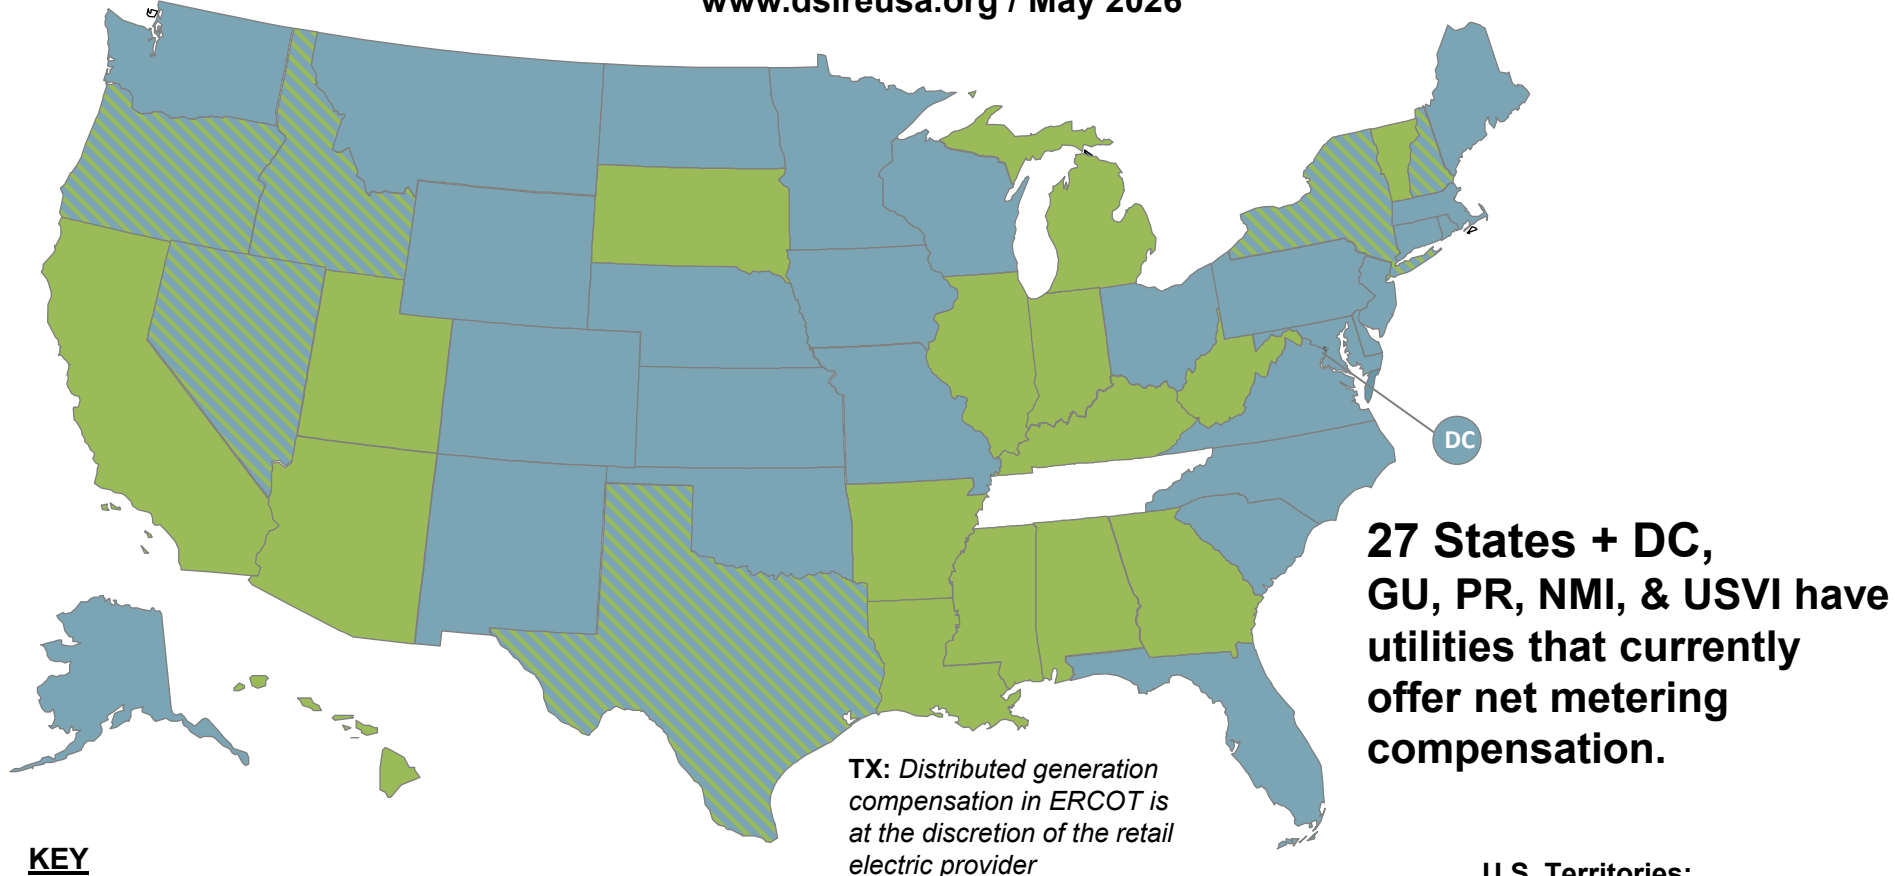 www.dsireusa.org / May 2026
DC
27 States + DC,
GU, PR, NMI, & USVI have
utilities that currently
offer net metering
compensation.
TX: Distributed generation
compensation in ERCOT is
at the discretion of the retail
electric provider
KEY
U.S. Territories: